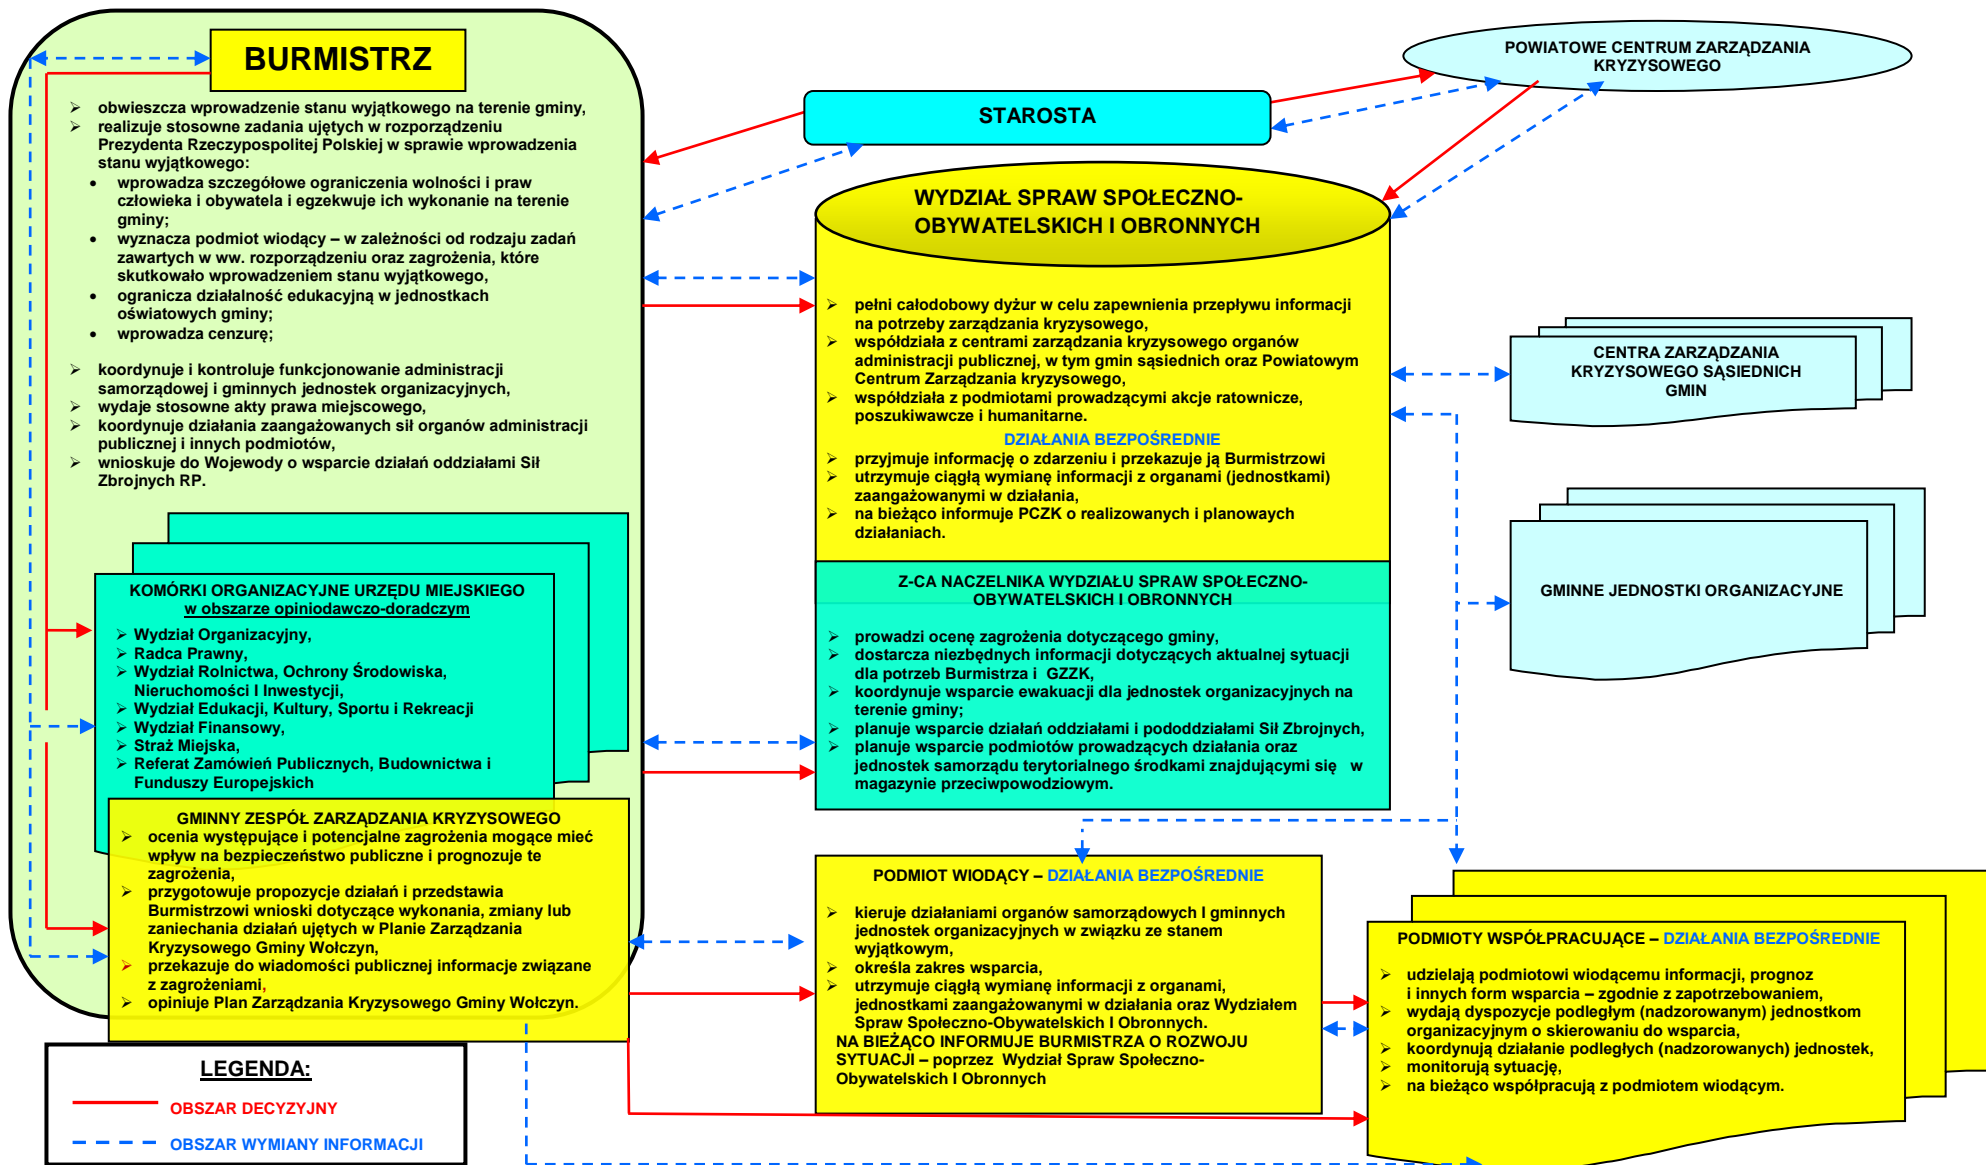 BURMISTRZ
obwieszcza wprowadzenie stanu wyjątkowego na terenie gminy,
realizuje stosowne zadania ujętych w rozporządzeniu
Prezydenta Rzeczypospolitej Polskiej w sprawie wprowadzenia
stanu wyjątkowego:
wprowadza szczegółowe ograniczenia wolności i praw
człowieka i obywatela i egzekwuje ich wykonanie na terenie
gminy;
wyznacza podmiot wiodący – w zależności od rodzaju zadań
zawartych w ww. rozporządzeniu oraz zagrożenia, które
skutkowało wprowadzeniem stanu wyjątkowego,
ogranicza działalność edukacyjną w jednostkach
oświatowych gminy;
wprowadza cenzurę;
koordynuje i kontroluje funkcjonowanie administracji
samorządowej i gminnych jednostek organizacyjnych,
wydaje stosowne akty prawa miejscowego,
koordynuje działania zaangażowanych sił organów administracji
publicznej i innych podmiotów,
wnioskuje do Wojewody o wsparcie działań oddziałami Sił
Zbrojnych RP.
KOMÓRKI ORGANIZACYJNE URZĘDU MIEJSKIEGO
w obszarze opiniodawczo-doradczym
Wydział Organizacyjny,
Radca Prawny,
Wydział Rolnictwa, Ochrony Środowiska,
Nieruchomości I Inwestycji,
Wydział Edukacji, Kultury, Sportu i Rekreacji
Wydział Finansowy,
Straż Miejska,
Referat Zamówień Publicznych, Budownictwa i
Funduszy Europejskich
GMINNY ZESPÓŁ ZARZĄDZANIA KRYZYSOWEGO
ocenia występujące i potencjalne zagrożenia mogące mieć
wpływ na bezpieczeństwo publiczne i prognozuje te
zagrożenia,
przygotowuje propozycje działań i przedstawia
Burmistrzowi wnioski dotyczące wykonania, zmiany lub
zaniechania działań ujętych w Planie Zarządzania
Kryzysowego Gminy Wołczyn,
przekazuje do wiadomości publicznej informacje związane
z zagrożeniami,
opiniuje Plan Zarządzania Kryzysowego Gminy Wołczyn.
LEGENDA:
OBSZAR DECYZYJNY
OBSZAR WYMIANY INFORMACJI
STAROSTA
POWIATOWE CENTRUM ZARZĄDZANIA
KRYZYSOWEGO
WYDZIAŁ SPRAW SPOŁECZNO-
OBYWATELSKICH I OBRONNYCH
pełni całodobowy dyżur w celu zapewnienia przepływu informacji
na potrzeby zarządzania kryzysowego,
współdziała z centrami zarządzania kryzysowego organów
administracji publicznej, w tym gmin sąsiednich oraz Powiatowym
Centrum Zarządzania kryzysowego,
współdziała z podmiotami prowadzącymi akcje ratownicze,
poszukiwawcze i humanitarne.
DZIAŁANIA BEZPOŚREDNIE
przyjmuje informację o zdarzeniu i przekazuje ją Burmistrzowi
utrzymuje ciągłą wymianę informacji z organami (jednostkami)
zaangażowanymi w działania,
na bieżąco informuje PCZK o realizowanych i planowaych
działaniach.
Z-CA NACZELNIKA WYDZIAŁU SPRAW SPOŁECZNO-
OBYWATELSKICH I OBRONNYCH
prowadzi ocenę zagrożenia dotyczącego gminy,
dostarcza niezbędnych informacji dotyczących aktualnej sytuacji
dla potrzeb Burmistrza i GZZK,
koordynuje wsparcie ewakuacji dla jednostek organizacyjnych na
terenie gminy;
planuje wsparcie działań oddziałami i pododdziałami Sił Zbrojnych,
planuje wsparcie podmiotów prowadzących działania oraz
jednostek samorządu terytorialnego środkami znajdującymi się w
magazynie przeciwpowodziowym.
CENTRA ZARZĄDZANIA
KRYZYSOWEGO SĄSIEDNICH
GMIN
GMINNE JEDNOSTKI ORGANIZACYJNE
PODMIOT WIODĄCY – DZIAŁANIA BEZPOŚREDNIE
kieruje działaniami organów samorządowych I gminnych
jednostek organizacyjnych w związku ze stanem
wyjątkowym,
określa zakres wsparcia,
utrzymuje ciągłą wymianę informacji z organami,
jednostkami zaangażowanymi w działania oraz Wydziałem
Spraw Społeczno-Obywatelskich I Obronnych.
NA BIEŻĄCO INFORMUJE BURMISTRZA O ROZWOJU
SYTUACJI – poprzez Wydział Spraw Społeczno-
Obywatelskich I Obronnych
PODMIOTY WSPÓŁPRACUJĄCE – DZIAŁANIA BEZPOŚREDNIE
udzielają podmiotowi wiodącemu informacji, prognoz
i innych form wsparcia – zgodnie z zapotrzebowaniem,
wydają dyspozycje podległym (nadzorowanym) jednostkom
organizacyjnym o skierowaniu do wsparcia,
koordynują działanie podległych (nadzorowanych) jednostek,
monitorują sytuację,
na bieżąco współpracują z podmiotem wiodącym.